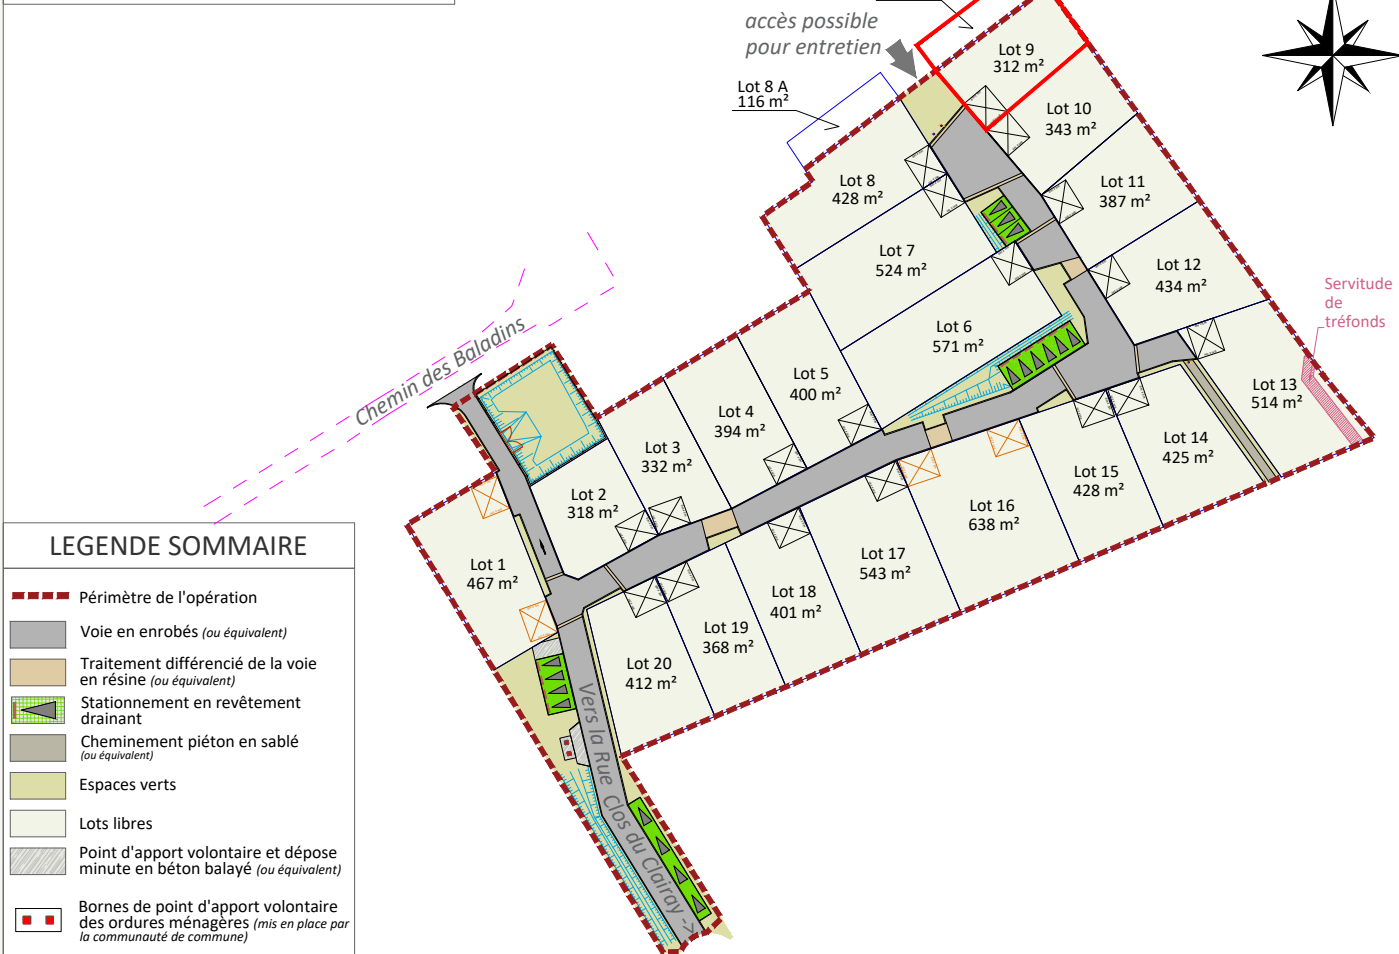 accès possible
pour entretien
Lot 8 A
116 m²
Lot 9
312 m²
Lot 10
343 m²
Lot 8
428 m²
Lot 11
387 m²
Lot 7
524 m²
Lot 12
434 m²
Servitude
de
tréfonds
Lot 6
571 m²
Chemin des Baladins
Lot 5
400 m²
Lot 13
514 m²
Lot 4
394 m²
Lot 3
332 m²
Lot 14
425 m²
Lot 15
428 m²
Lot 2
318 m²
Lot 16
638 m²
Lot 17
543 m²
Lot 1
467 m²
Lot 18
401 m²
Lot 19
368 m²
Lot 20
412 m²
Vers la Rue Clos du Clairay ->
LEGENDE SOMMAIRE
Périmètre de l'opération
Voie en enrobés (ou équivalent)
Traitement différencié de la voie
en résine (ou équivalent)
Stationnement en revêtement
drainant
Cheminement piéton en sablé
(ou équivalent)
Espaces verts
Lots libres
Point d'apport volontaire et dépose
minute en béton balayé (ou équivalent)
Bornes de point d'apport volontaire
des ordures ménagères (mis en place par
la communauté de commune)